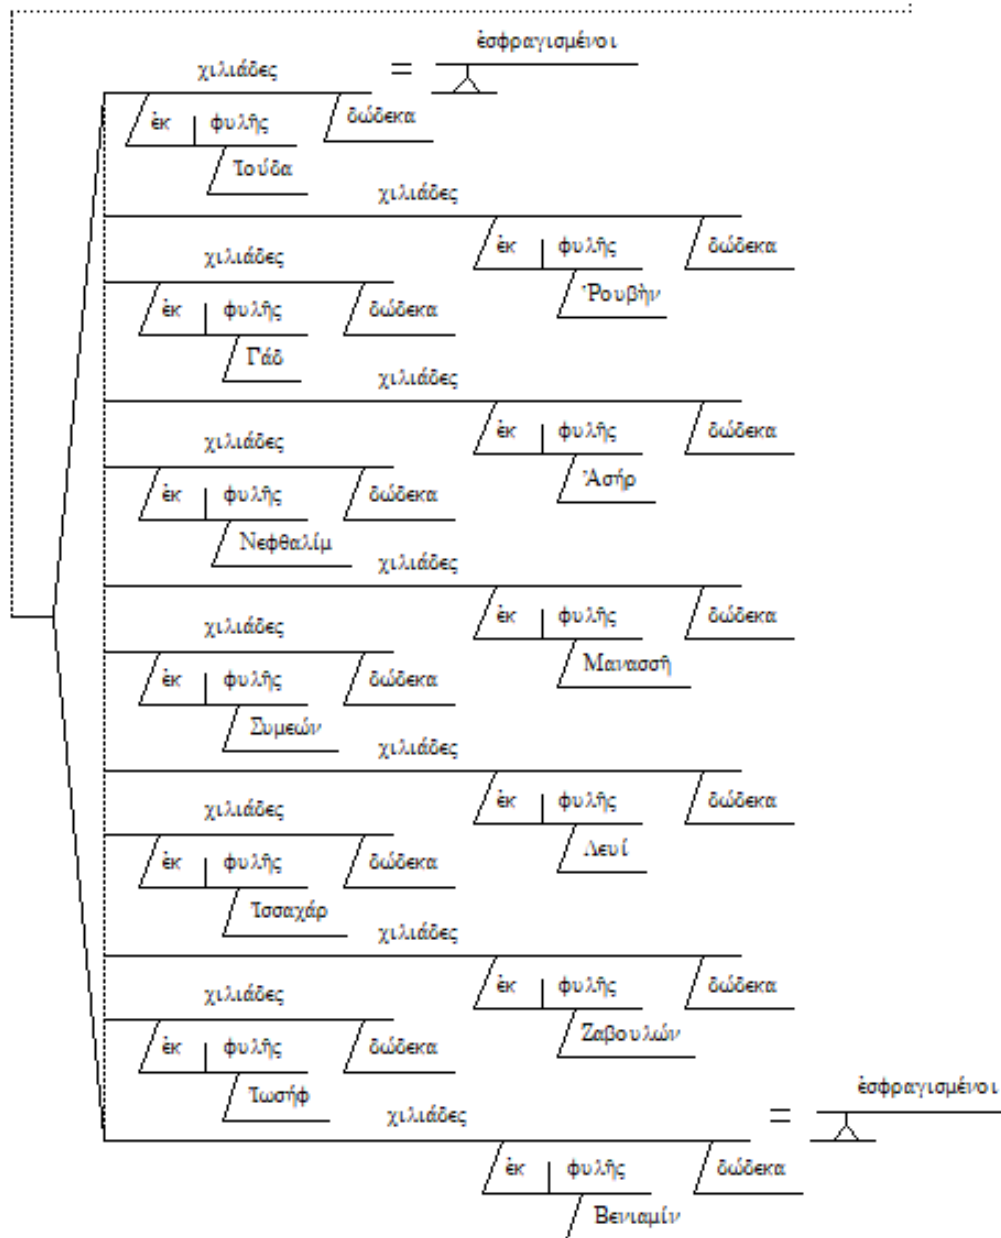 ἐσφραγισμένοι
χιλιάδες =
ἐκ φυλῆς δώδεκα
Ἰούδα
χιλιάδες
ἐκ φυλῆς δώδεκα
Ῥουβὴν
χιλιάδες
ἐκ φυλῆς δώδεκα
Γάδ
χιλιάδες
ἐκ φυλῆς δώδεκα
Ἀσήρ
χιλιάδες
ἐκ φυλῆς δώδεκα
Νεφθαλίμ
χιλιάδες
ἐκ φυλῆς δώδεκα
Μανασσῆ
χιλιάδες
ἐκ φυλῆς δώδεκα
Συμεών
χιλιάδες
ἐκ φυλῆς δώδεκα
Λευί
χιλιάδες
ἐκ φυλῆς δώδεκα
Ἰσσαχάρ
χιλιάδες
ἐκ φυλῆς δώδεκα
Ζαβουλών
χιλιάδες
ἐκ φυλῆς δώδεκα
Ἰωσήφ
ἐσφραγισμένοι
χιλιάδες =
ἐκ φυλῆς δώδεκα
Βενιαμίν